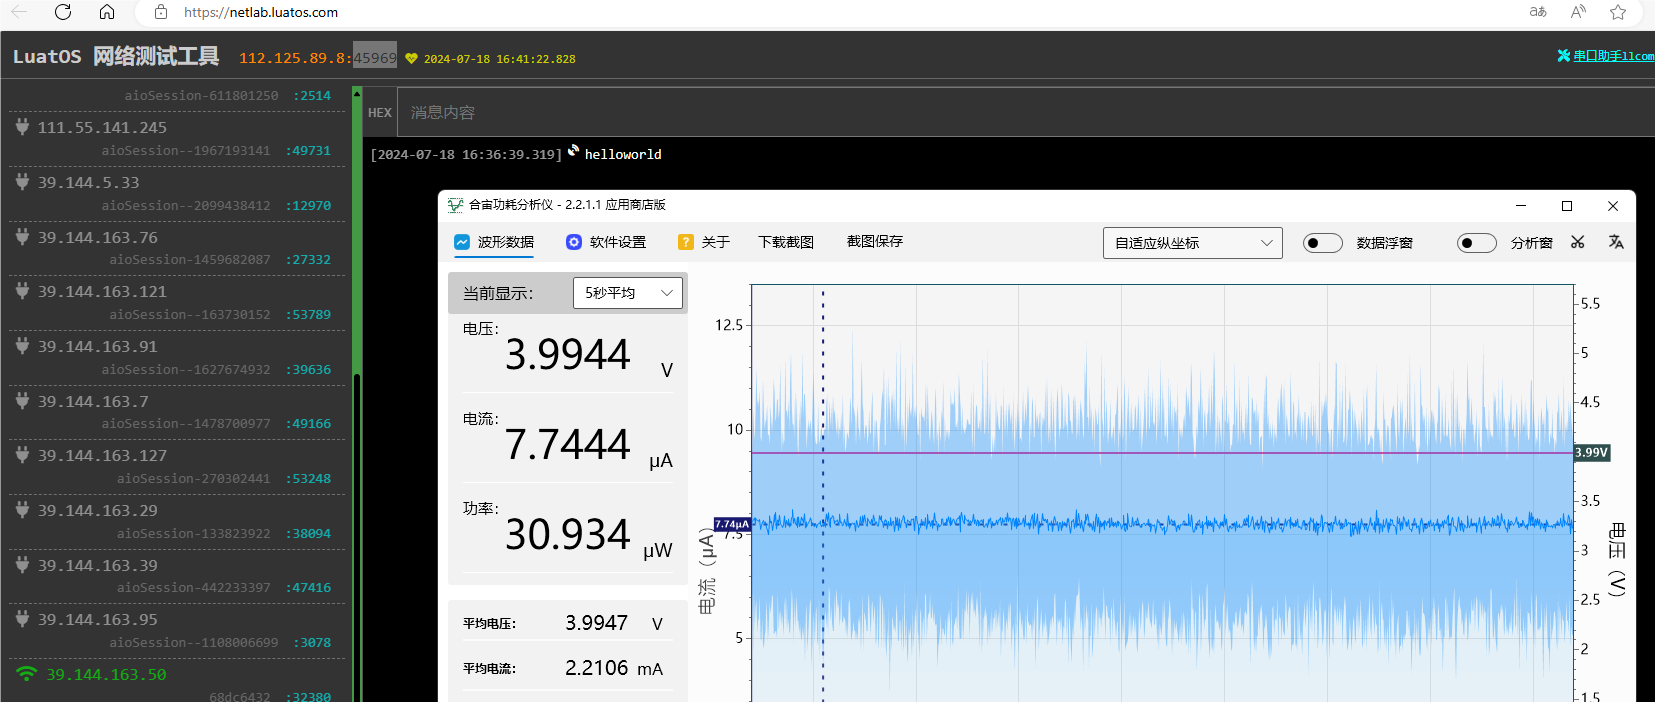 https://netlab.luatos.com
LuatOS 网络测试工具 112.125.89.8:45969 2024-07-18 16:41:22.828 串口助手llcom
aioSession-611801250 :2514
111.55.141.245
aioSession--1967193141 :49731
39.144.5.33
aioSession--2099438412 :12970
39.144.163.76
aioSession-1459682087 :27332
39.144.163.121
aioSession--163730152 :53789
39.144.163.91
aioSession--1627674932 :39636
39.144.163.7
aioSession--1478700977 :49166
39.144.163.127
aioSession-270302441 :53248
39.144.163.29
aioSession-133823922 :38094
39.144.163.39
aioSession-442233397 :47416
39.144.163.95
aioSession--1108006699 :3078
39.144.163.50
68dc6432 :32380
HEX 消息内容
[2024-07-18 16:36:39.319] helloworld
合宙功耗分析仪 - 2.2.1.1 应用商店版
波形数据 软件设置 关于 下载截图 截图保存 自适应纵坐标 数据浮窗 分析窗
当前显示： 5秒平均
电压：
3.9944 V
电流：
7.7444 μA
功率：
30.934 μW
平均电压： 3.9947 V
平均电流： 2.2106 mA
12.5
10
7.74μA
7.5
5
电流（μA）
5.5
5
4.5
3.99V
3.5
3
2.5
2
1.5
电压（V）